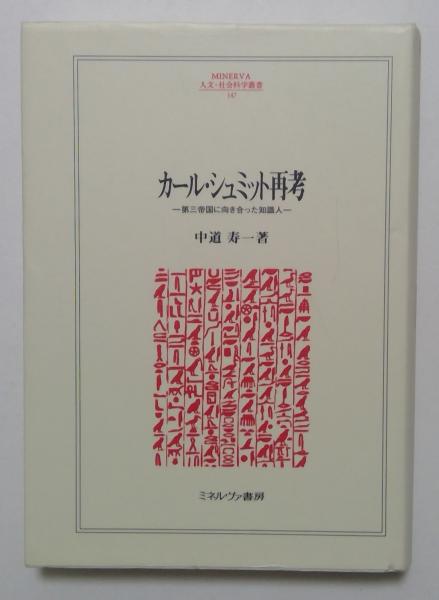 MINERVA
人文・社会科学叢書
147
カール・シュミット再考
―第三帝国に向き合った知識人―
中道 寿一著
ミネルヴァ書房